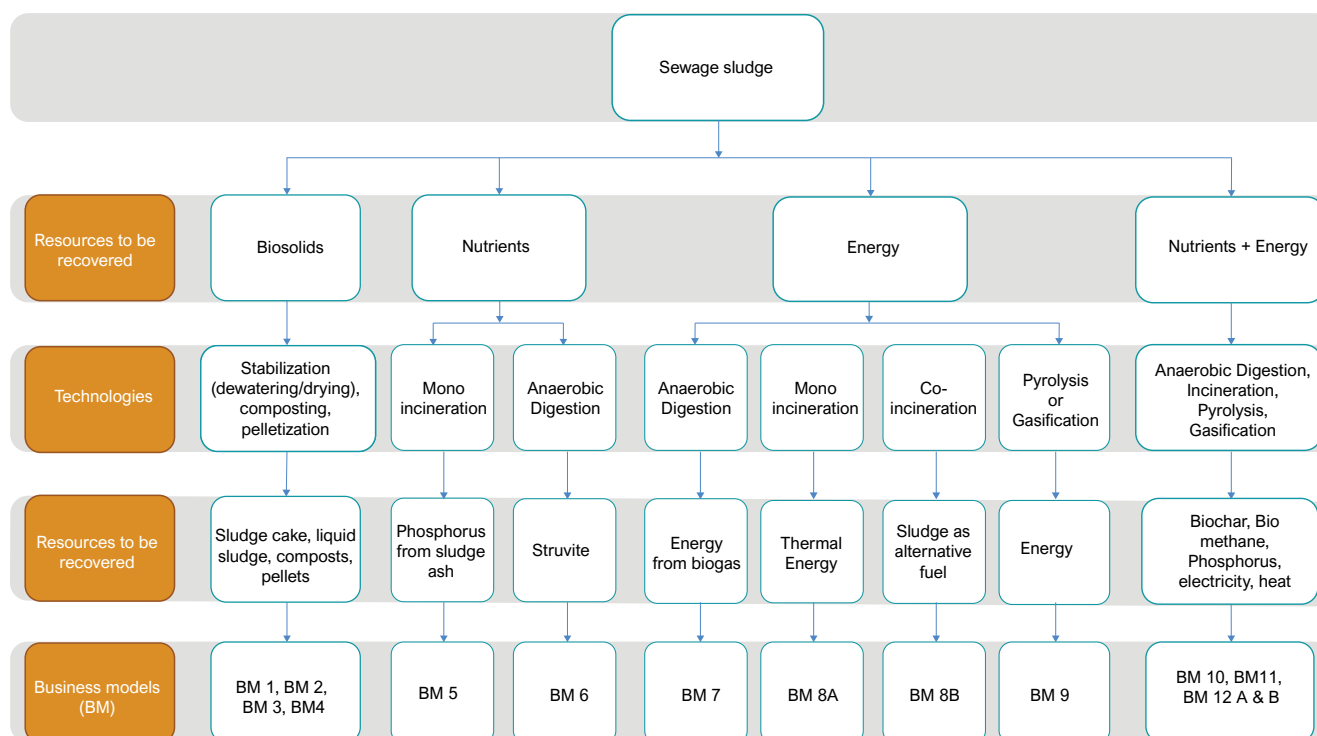 Sewage sludge
Resources to be
recovered
Biosolids
Nutrients
Energy
Nutrients + Energy
Technologies
Stabilization
(dewatering/drying),
composting,
pelletization
Mono
incineration
Anaerobic
Digestion
Anaerobic
Digestion
Mono
incineration
Co-
incineration
Pyrolysis
or
Gasification
Anaerobic Digestion,
Incineration,
Pyrolysis,
Gasification
Resources to be
recovered
Sludge cake, liquid
sludge, composts,
pellets
Phosphorus
from sludge
ash
Struvite
Energy
from biogas
Thermal
Energy
Sludge as
alternative
fuel
Energy
Biochar, Bio
methane,
Phosphorus,
electricity, heat
Business models
(BM)
BM 1, BM 2,
BM 3, BM4
BM 5
BM 6
BM 7
BM 8A
BM 8B
BM 9
BM 10, BM11,
BM 12 A & B